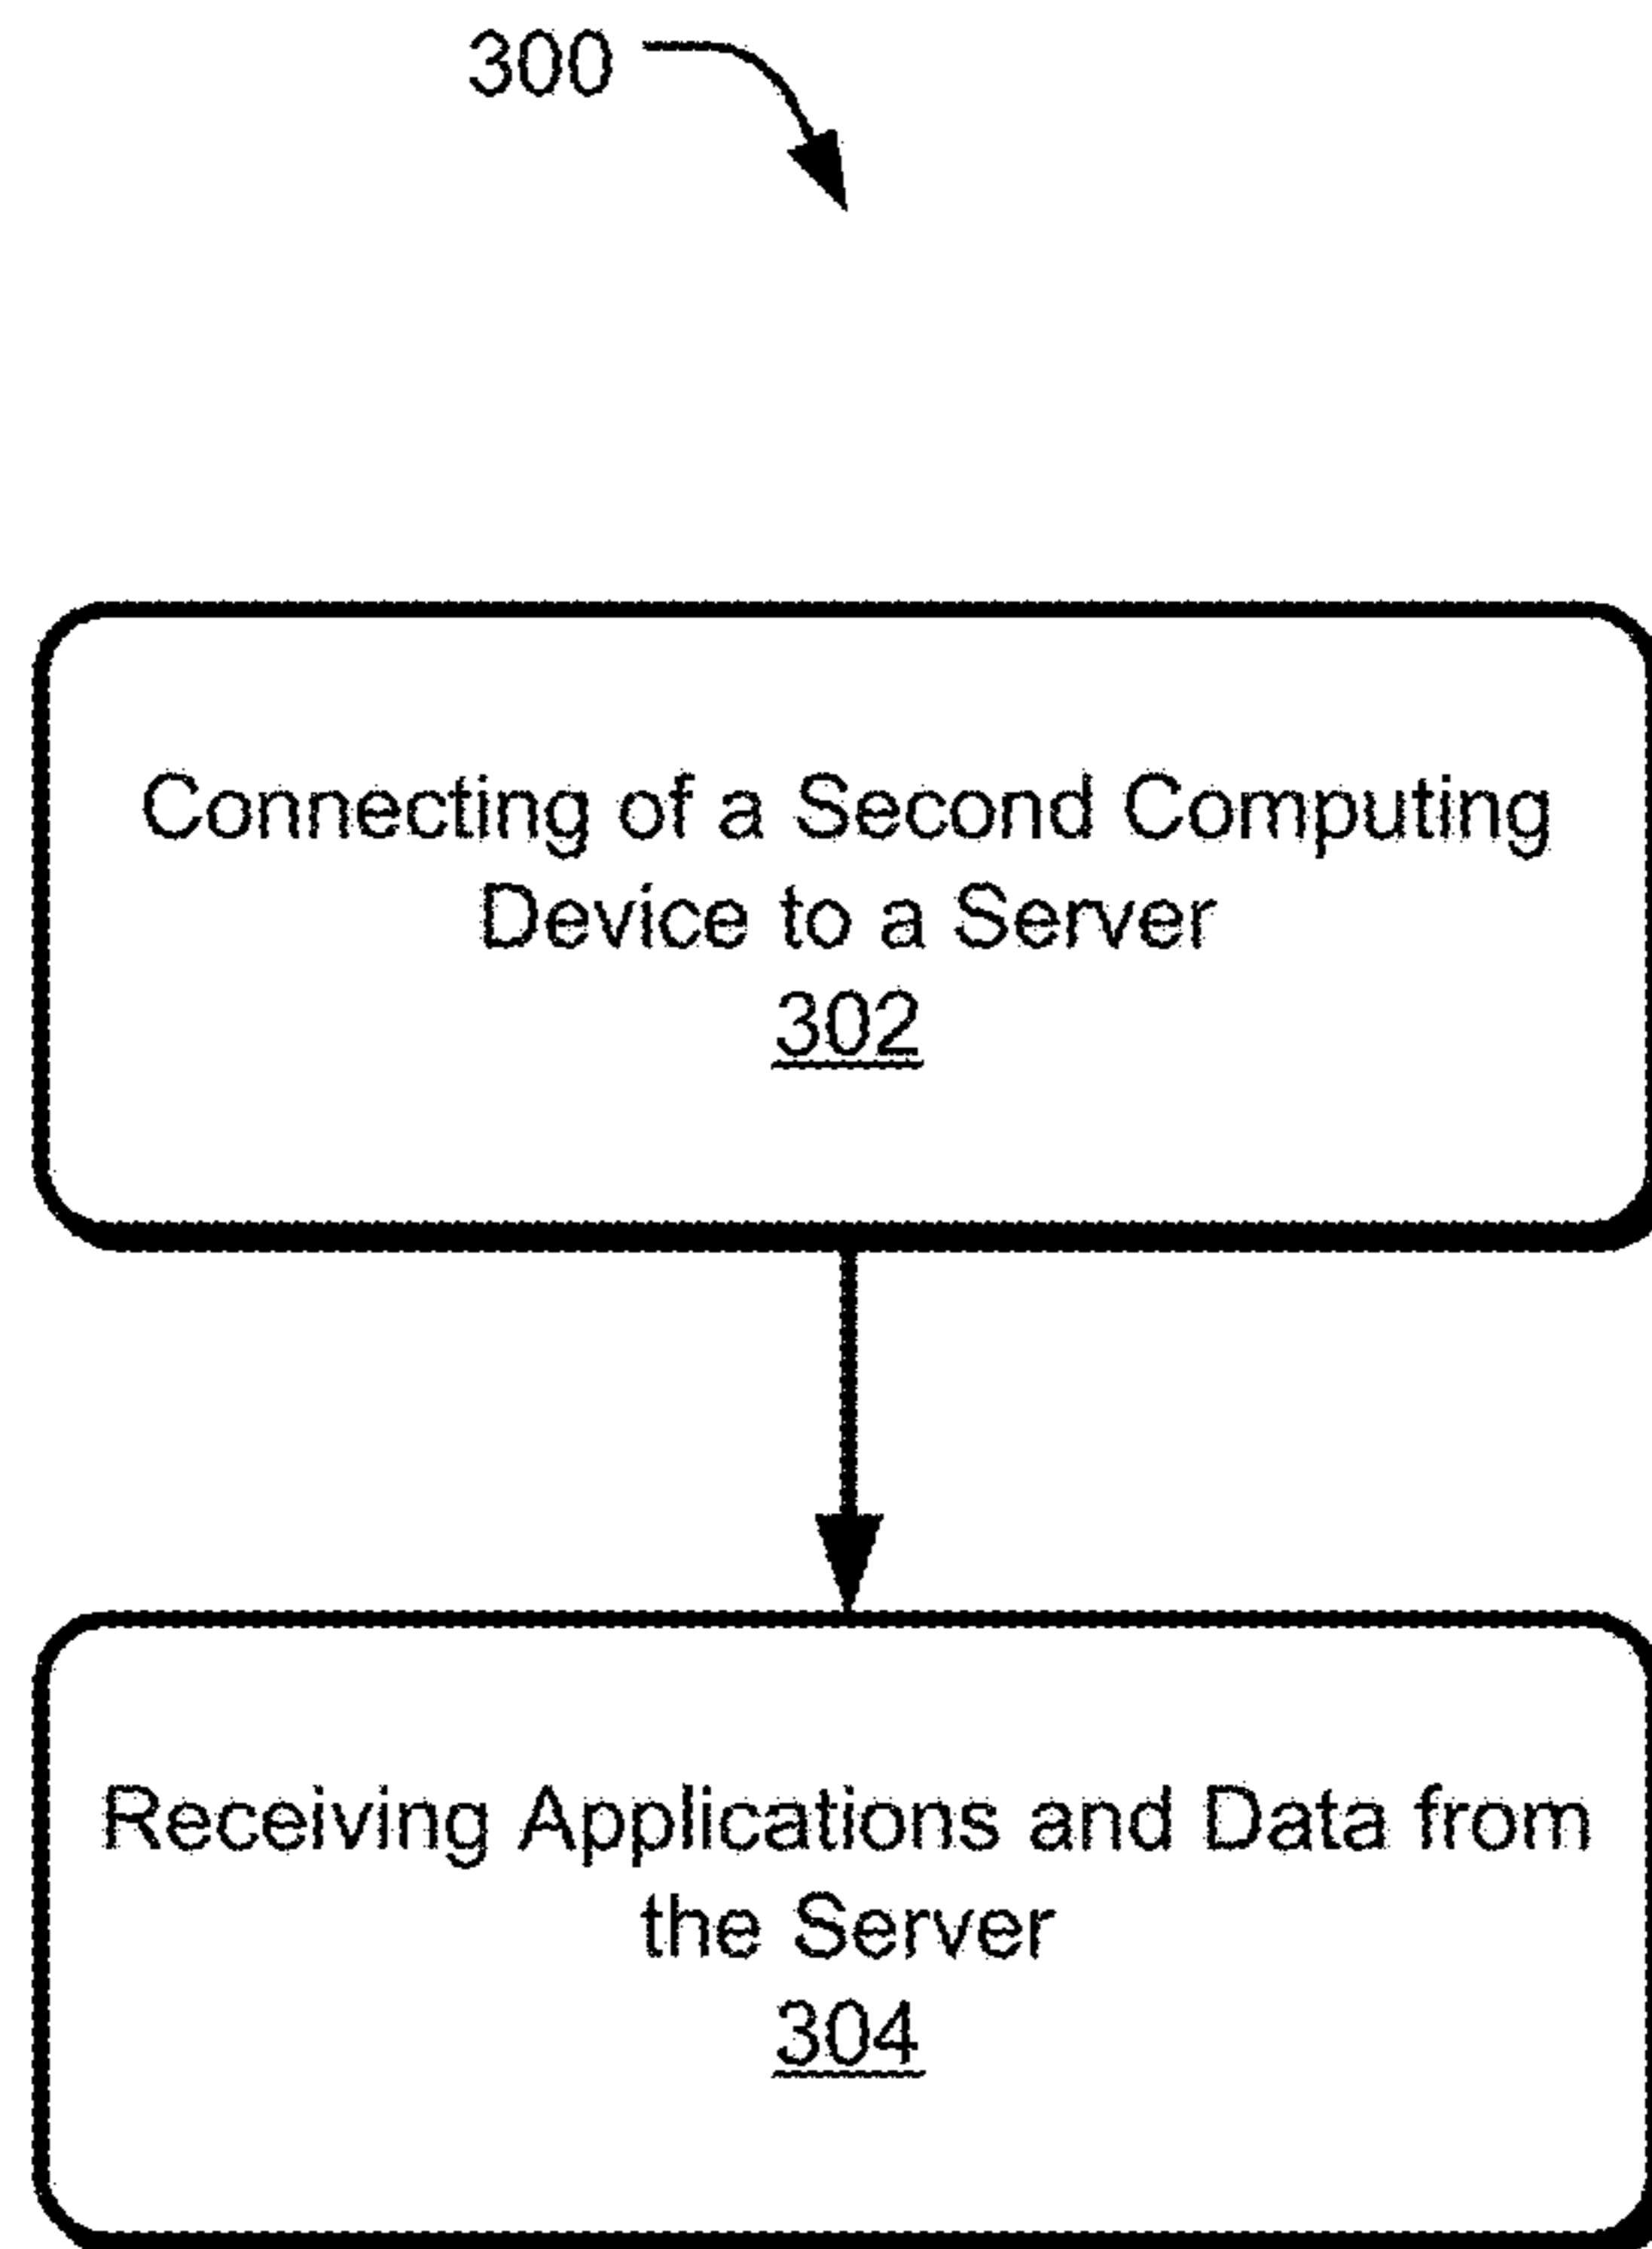 300
Connecting of a Second Computing
Device to a Server
302
Receiving Applications and Data from
the Server
304